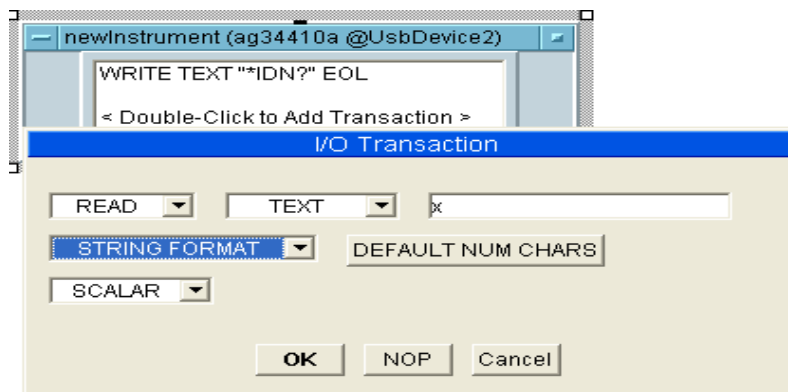 newInstrument (ag34410a @UsbDevice2)
WRITE TEXT "*IDN?" EOL
< Double-Click to Add Transaction >
I/O Transaction
READ TEXT x
STRING FORMAT DEFAULT NUM CHARS
SCALAR
OK NOP Cancel